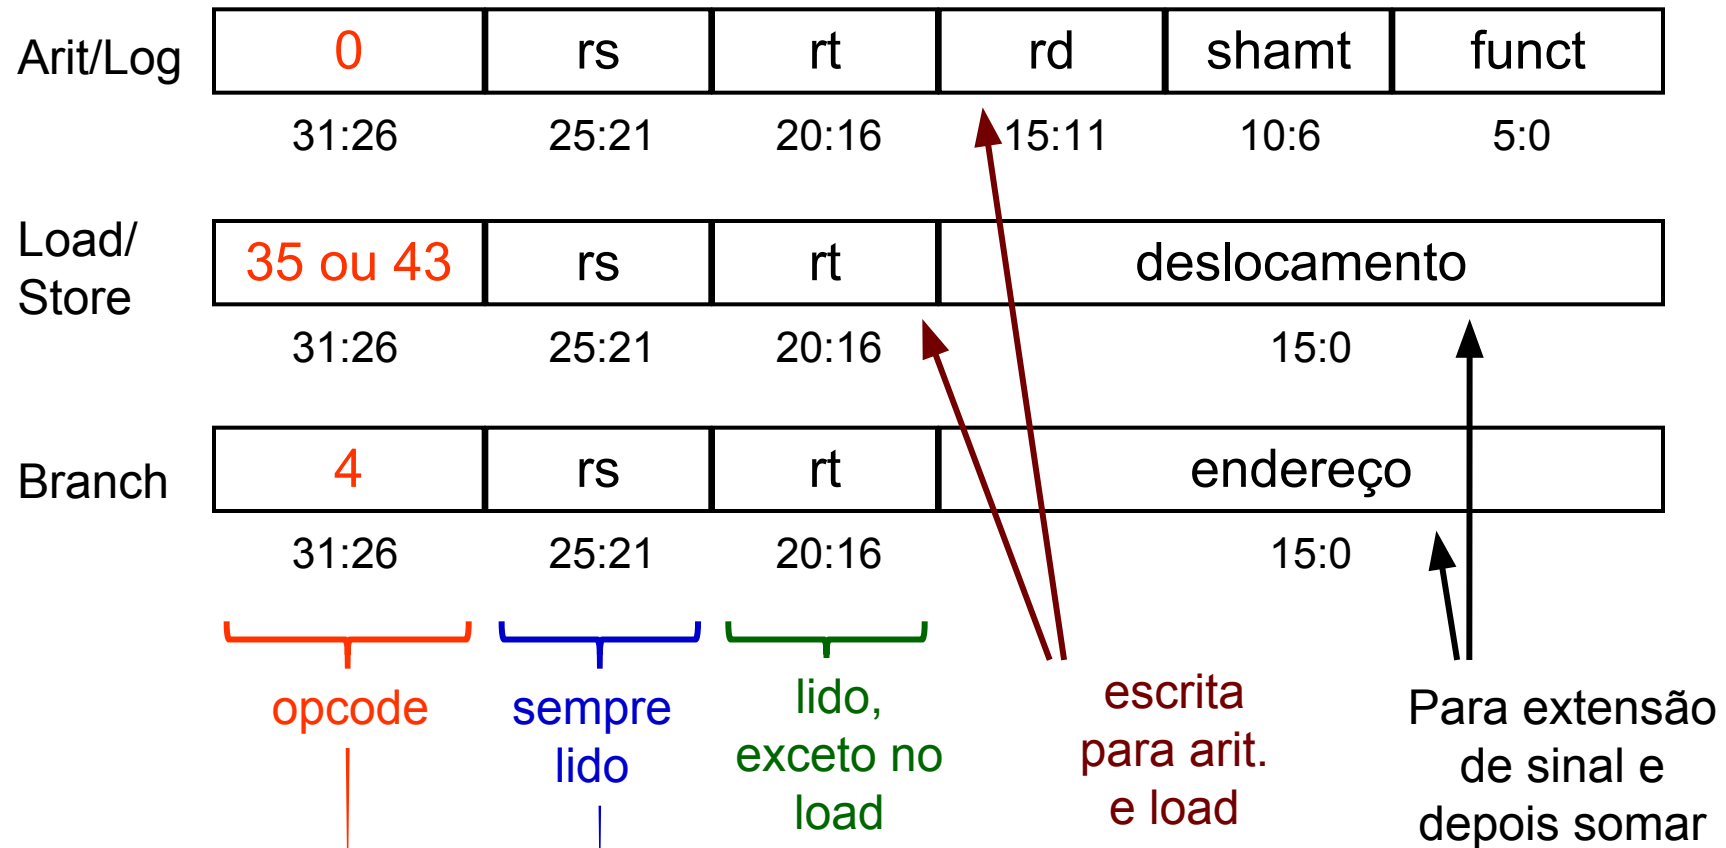 Arit/Log 0 rs rt rd shamt funct
31:26 25:21 20:16 15:11 10:6 5:0
Load/
Store
35 ou 43 rs rt deslocamento
31:26 25:21 20:16 15:0
Branch 4 rs rt endereço
31:26 25:21 20:16 15:0
opcode
sempre
lido
lido,
exceto no
load
escrita
para arit.
e load
Para extensão
de sinal e
depois somar